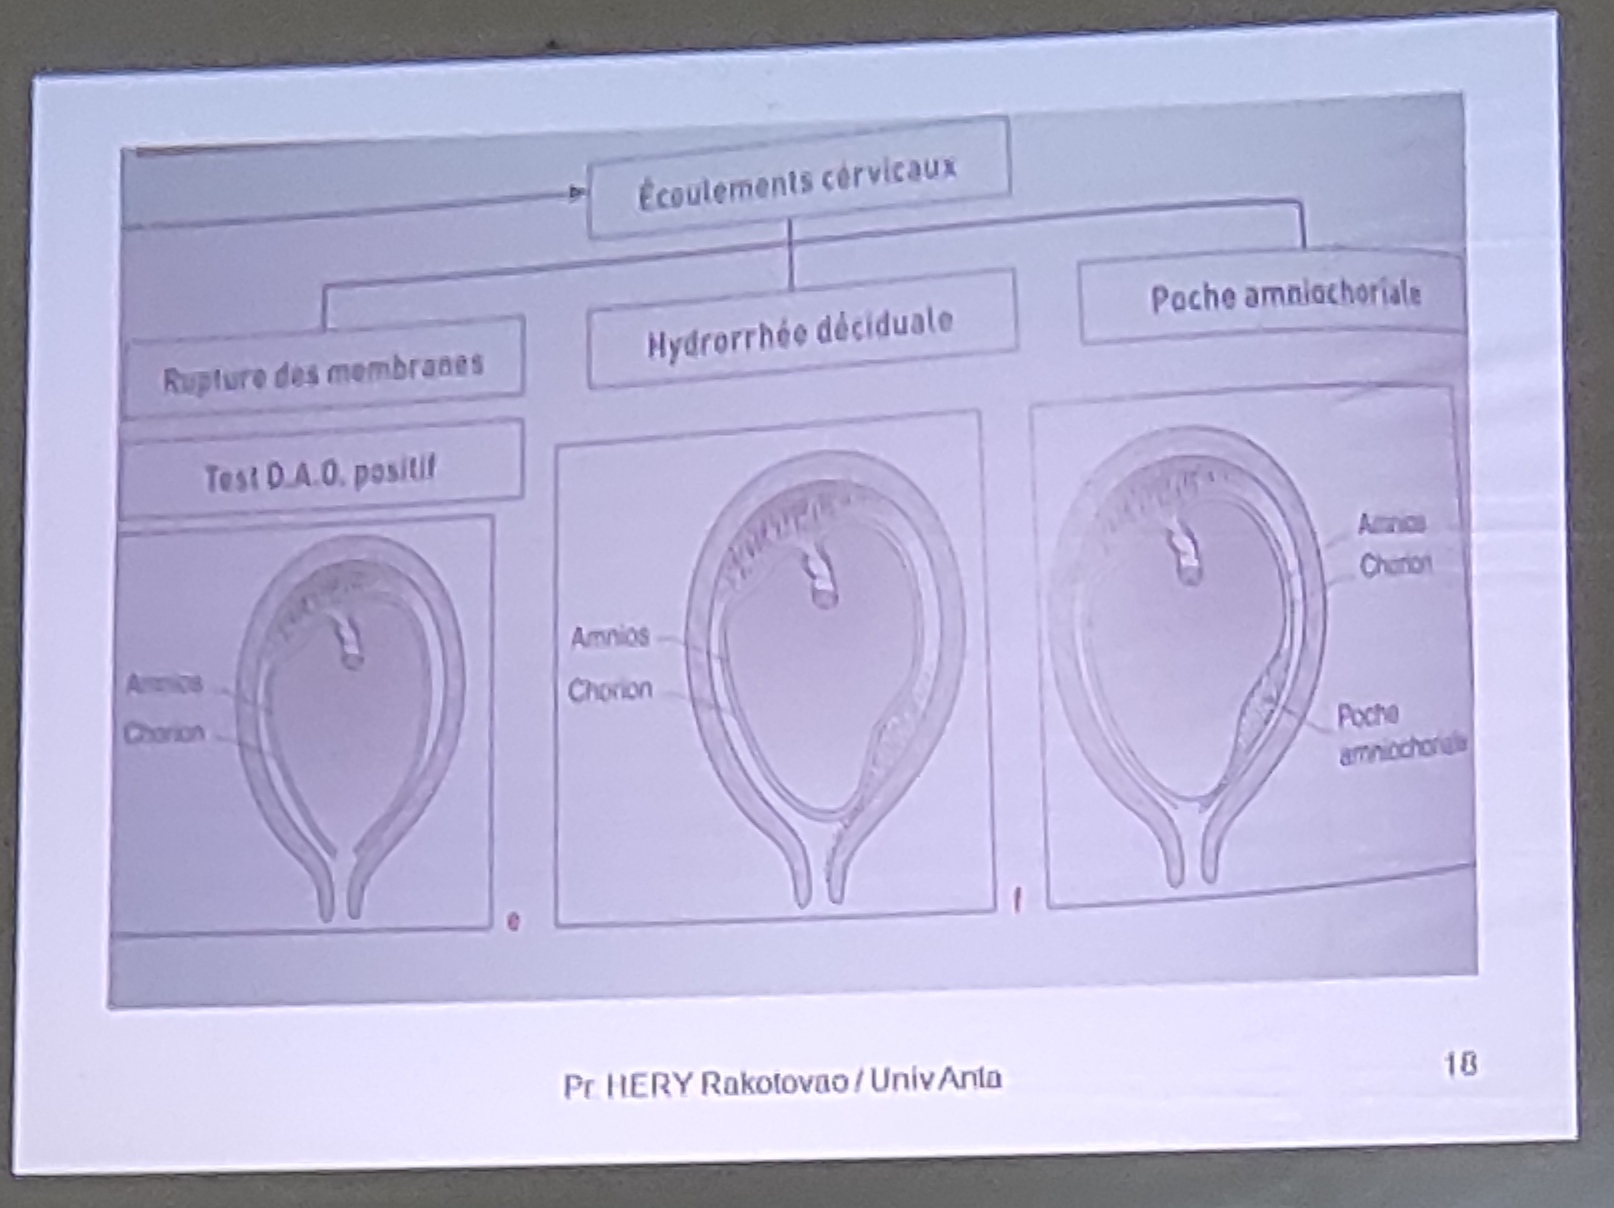 Écoulements cervicaux
Rupture des membranes
Hydrorrhée déciduale
Poche amniochoriale
Test D.A.O. positif
Amnios
Chorion
Amnios
Chorion
Amnios
Chorion
Poche
amniochoriale
e
f
Pr HERY Rakotovao / Univ Anta
18